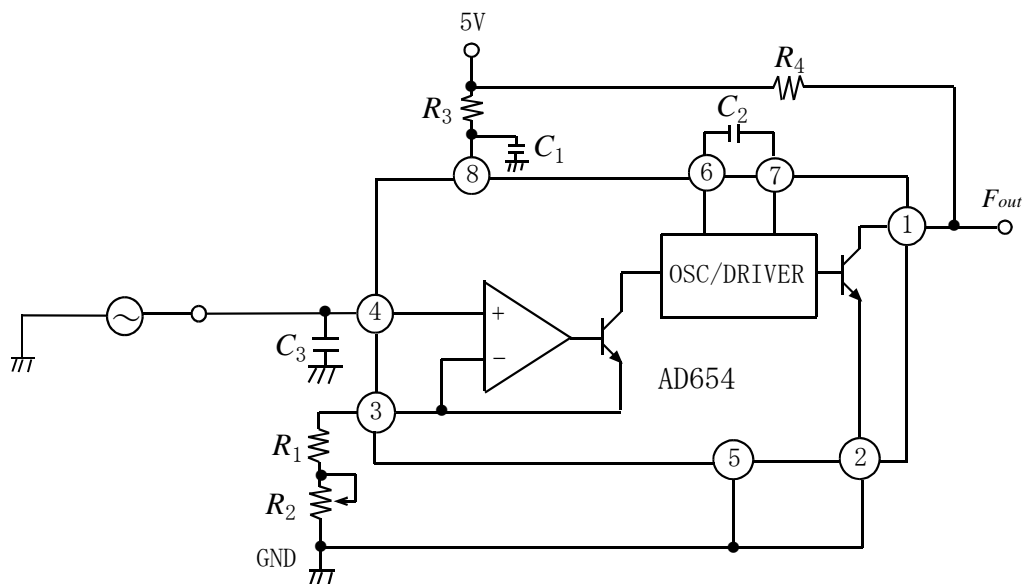 5V
R4
R3
C2
C1
8
6
7
Fout
1
OSC/DRIVER
4
+
C3
−
AD654
3
R1
5
2
R2
GND